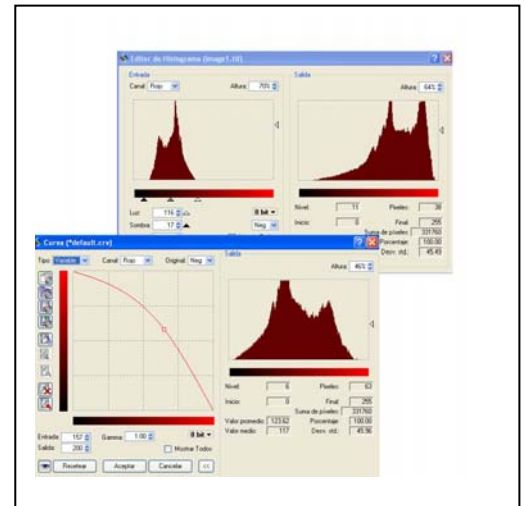 Editor de Histograma (Image1.tif)
Entrada
Canal: Rojo
Altura: 70%
Salida
Altura: 64%
Luz: 116
8 bit
Sombra: 17
Neg
Nivel: 11
Píxeles: 38
Inicio: 0
Final: 255
Suma de píxeles: 331760
Porcentaje: 100.00
Desv. std.: 45.49
Curva (*default.crv)
Tipo: Variable
Canal: Rojo
Original: Neg
Salida
Altura: 46%
Nivel: 6
Píxeles: 63
Inicio: 0
Final: 255
Suma de píxeles: 331760
Valor promedio: 123.62
Porcentaje: 100.00
Valor medio: 117
Desv. std.: 45.96
Entrada: 157
Gamma: 1.00
8 bit
Salida: 200
Mostrar Todos
Resetear
Aceptar
Cancelar
<<